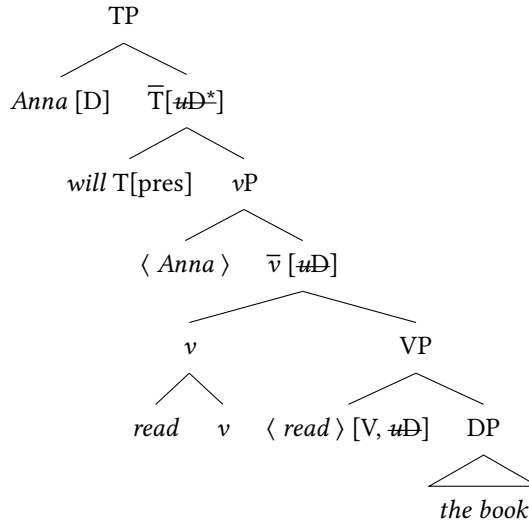 TP
Anna [D] T̅[uD*]
will T[pres] vP
⟨ Anna ⟩ v̅ [uD]
v VP
read v ⟨ read ⟩ [V, uD] DP
the book